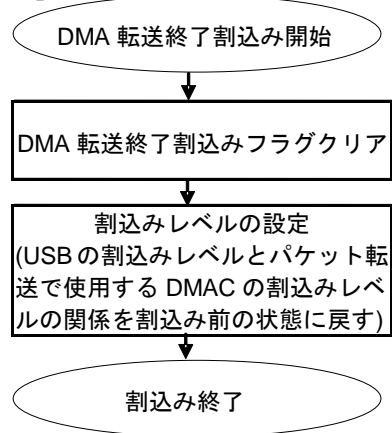 DMA 転送終了割込み開始
DMA 転送終了割込みフラグクリア
割込みレベルの設定
(USB の割込みレベルとパケット転
送で使用する DMAC の割込みレベ
ルの関係を割込み前の状態に戻す)
割込み終了